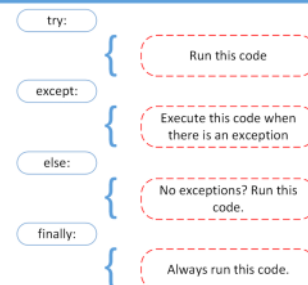 try:
Run this code
except:
Execute this code when
there is an exception
else:
No exceptions? Run this
code.
finally:
Always run this code.